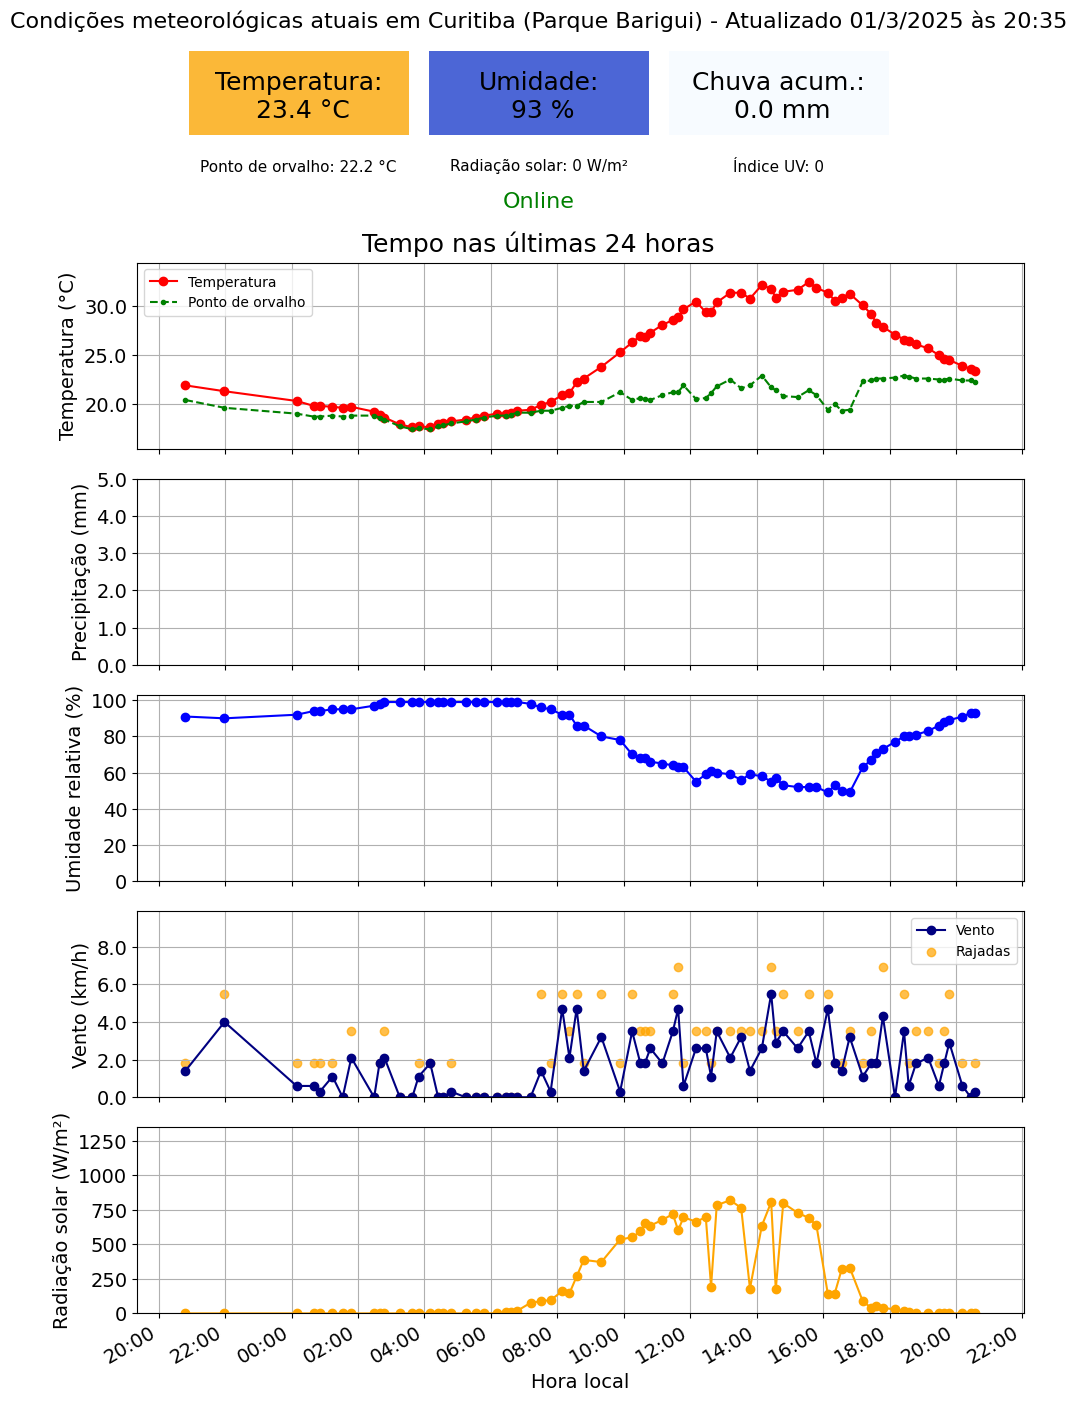 Condições meteorológicas atuais em Curitiba (Parque Barigui) - Atualizado 01/3/2025 às 20:35
Temperatura:
23.4 °C
Umidade:
93 %
Chuva acum.:
0.0 mm
Ponto de orvalho: 22.2 °C
Radiação solar: 0 W/m²
Índice UV: 0
Online
Tempo nas últimas 24 horas
Temperatura (°C)
30.0
25.0
20.0
Temperatura
Ponto de orvalho
Precipitação (mm)
5.0
4.0
3.0
2.0
1.0
0.0
Umidade relativa (%)
100
80
60
40
20
0
Vento (km/h)
8.0
6.0
4.0
2.0
0.0
Vento
Rajadas
Radiação solar (W/m²)
1250
1000
750
500
250
0
20:00
22:00
00:00
02:00
04:00
06:00
08:00
10:00
12:00
14:00
16:00
18:00
20:00
22:00
Hora local